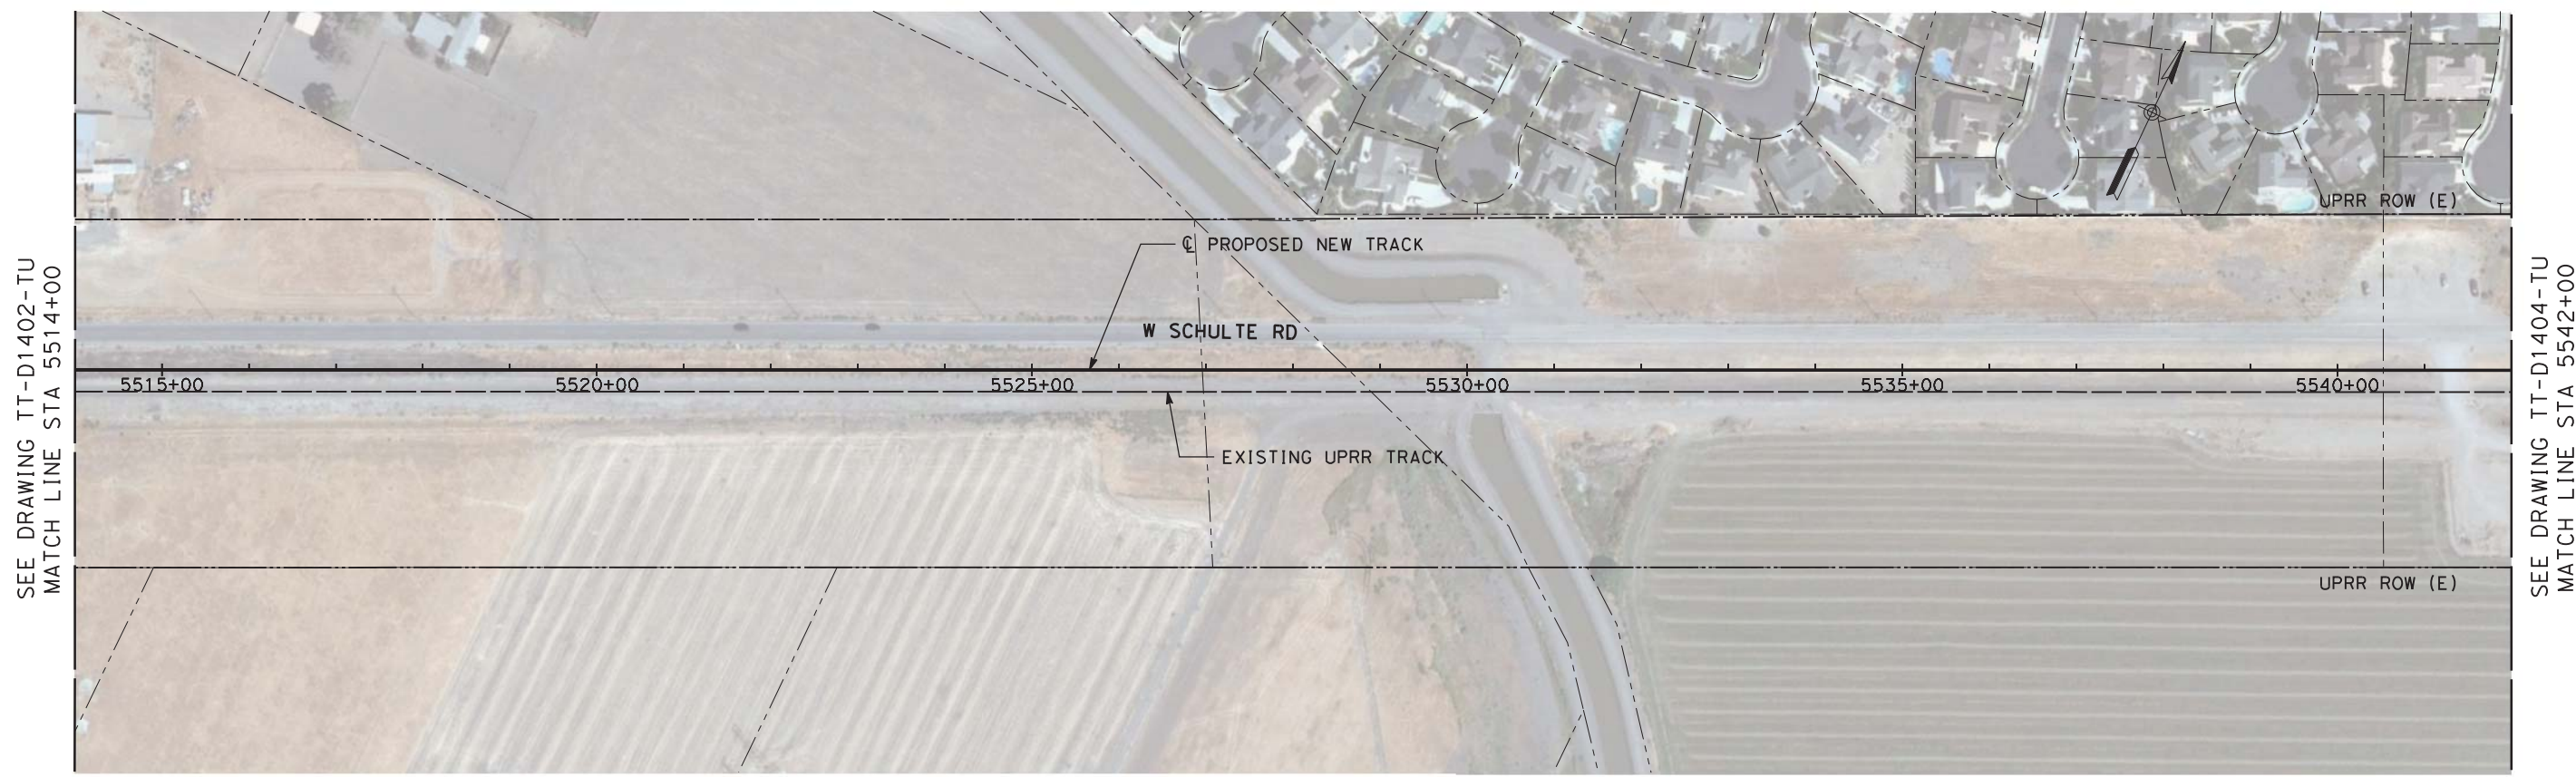 SEE DRAWING TT-D1402-TU
MATCH LINE STA 5514+00
UPRR ROW (E)
℄ PROPOSED NEW TRACK
W SCHULTE RD
5515+00
5520+00
5525+00
5530+00
5535+00
5540+00
EXISTING UPRR TRACK
UPRR ROW (E)
SEE DRAWING TT-D1404-TU
MATCH LINE STA 5542+00